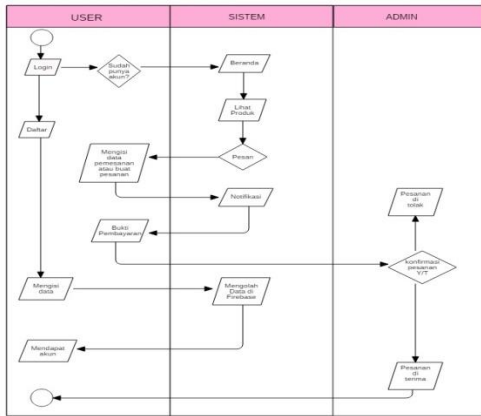 USER
SISTEM
ADMIN
Login
Sudah
punya
akun?
Beranda
Lihat
Produk
Daftar
Pesan
Mengisi
data
pemesanan
atau buat
pesanan
Notifikasi
Pesanan
di
tolak
Bukti
Pembayaran
konfirmasi
pesanan
Y/T
Mengisi
data
Mengolah
Data di
Firebase
Mendapat
akun
Pesanan
di
terima